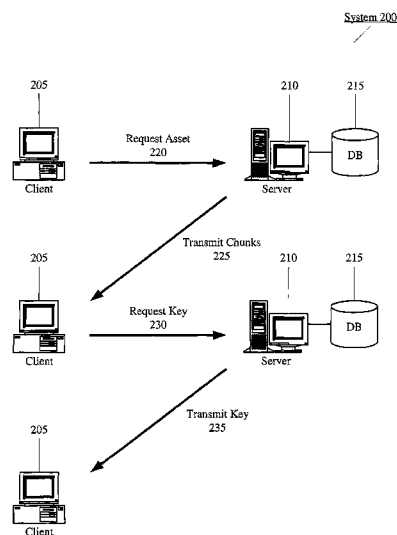 System 200
205
210
215
Request Asset
220
DB
Client
Server
Transmit Chunks
225
205
210
215
Request Key
230
DB
Client
Server
Transmit Key
235
205
Client